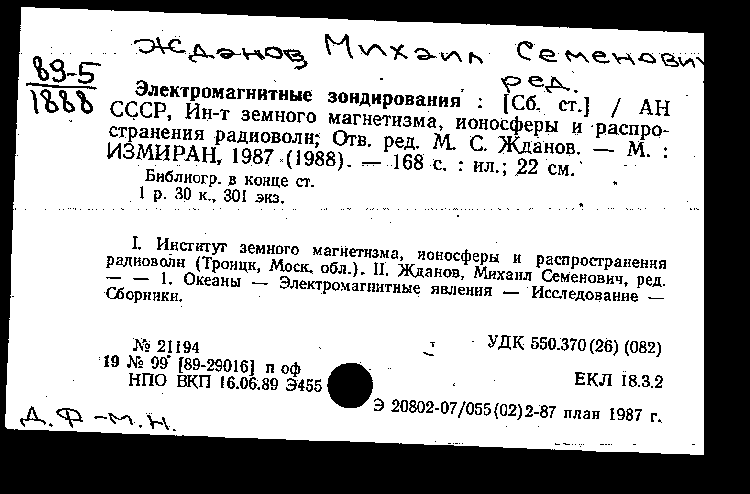 Жданов Михаил Семенович
ред.
89-5
1888
Электромагнитные зондирования : [Сб. ст.] / АН
СССР, Ин-т земного магнетизма, ионосферы и распро-
странения радиоволн; Отв. ред. М. С. Жданов. — М. :
ИЗМИРАН, 1987 (1988). — 168 с. : ил.; 22 см.
Библиогр. в конце ст.
1 р. 30 к., 301 экз.
I. Институт земного магнетизма, ионосферы и распространения
радиоволн (Троицк, Моск. обл.). II. Жданов, Михаил Семенович, ред.
— — 1. Океаны — Электромагнитные явления — Исследование —
Сборники.
№ 21194 УДК 550.370(26) (082)
19 № 99 [89-29016] п оф
НПО ВКП 16.06.89 Э455 ЕКЛ 18.3.2
Э 20802-07/055(02)2-87 план 1987 г.
Д.Ф-М.Н.